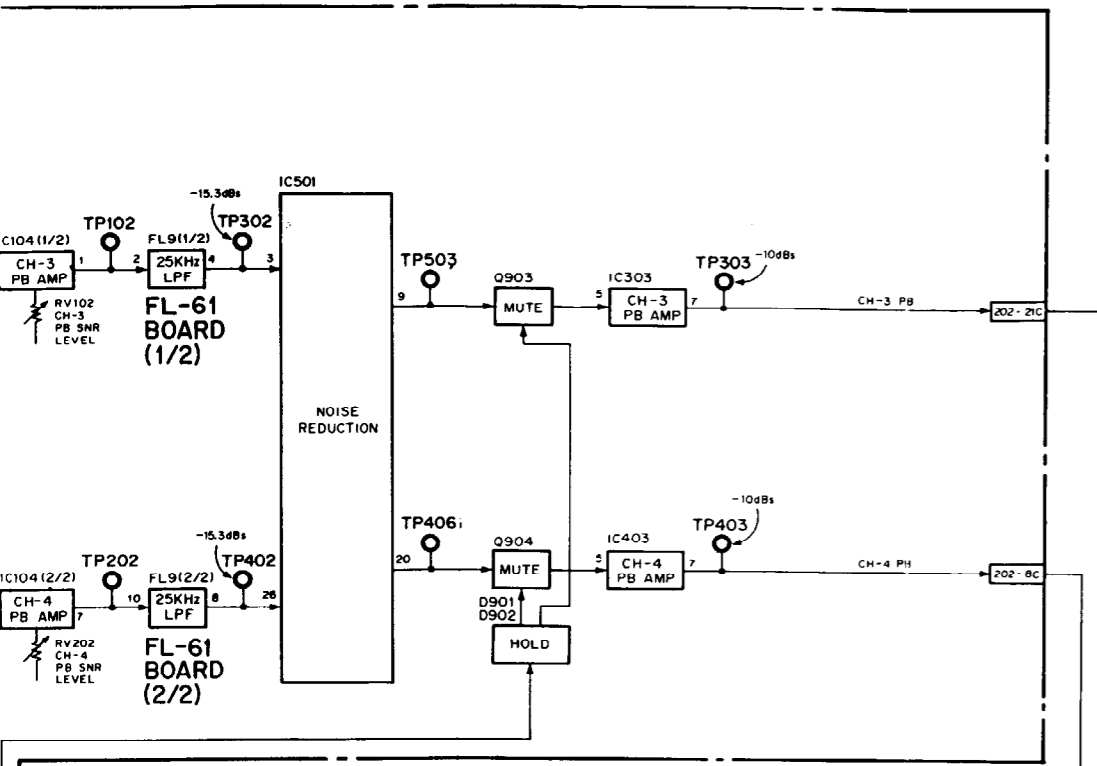 IC501
-15.3dBs
TP102
TP302
C104(1/2)
FL9(1/2)
CH-3
PB AMP
1
2
25KHz
LPF
4
3
RV102
CH-3
PB SNR
LEVEL
FL-61
BOARD
(1/2)
NOISE
REDUCTION
9
TP503
Q903
MUTE
5
IC303
CH-3
PB AMP
7
TP303
-10dBs
CH-3 PB
202-21C
-15.3dBs
TP202
TP402
IC104(2/2)
FL9(2/2)
CH-4
PB AMP
7
10
25KHz
LPF
8
26
RV202
CH-4
PB SNR
LEVEL
FL-61
BOARD
(2/2)
20
TP406
Q904
MUTE
D901
D902
HOLD
5
IC403
CH-4
PB AMP
7
TP403
-10dBs
CH-4 PB
202-8C